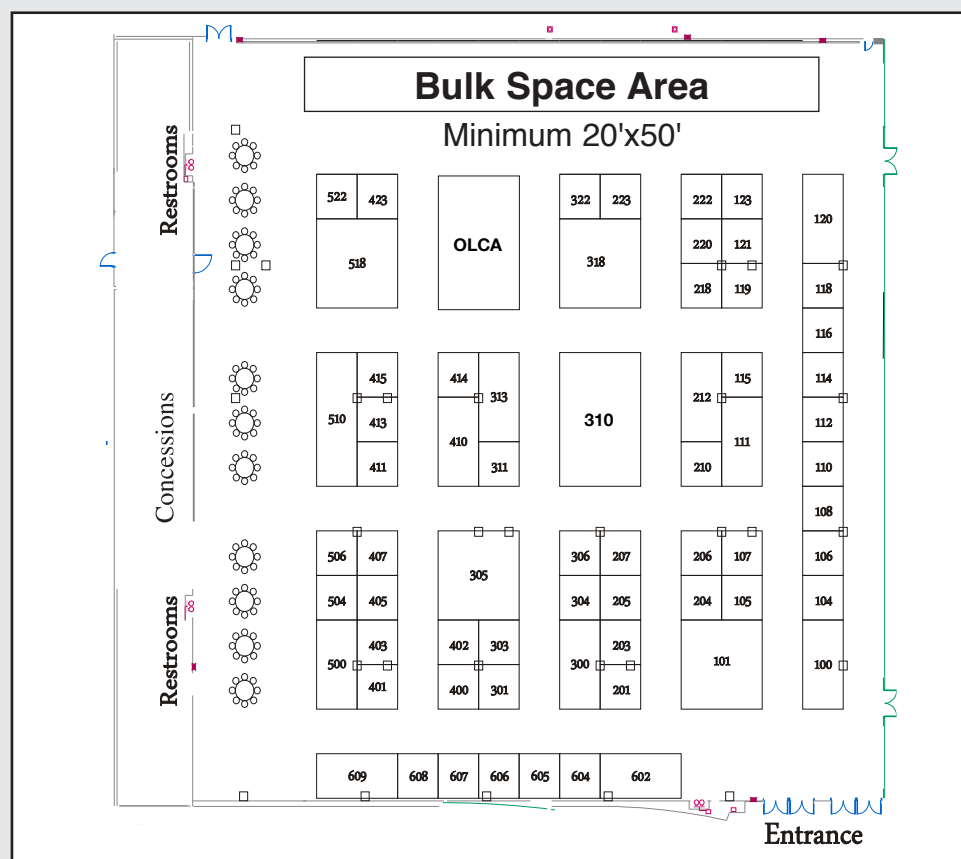 Bulk Space Area
Minimum 20'x50'
Restrooms
522 423 OLCA 322 223 222 123 120
518 318 220 121
218 119 118
116
Concessions
415 414 313 115 114
510 413 410 310 212 111 112
411 311 210 110
108
506 407 305 306 207 206 107 106
504 405 304 205 204 105 104
Restrooms
500 403 402 303 300 203 101 100
401 400 301 201
609 608 607 606 605 604 602
Entrance